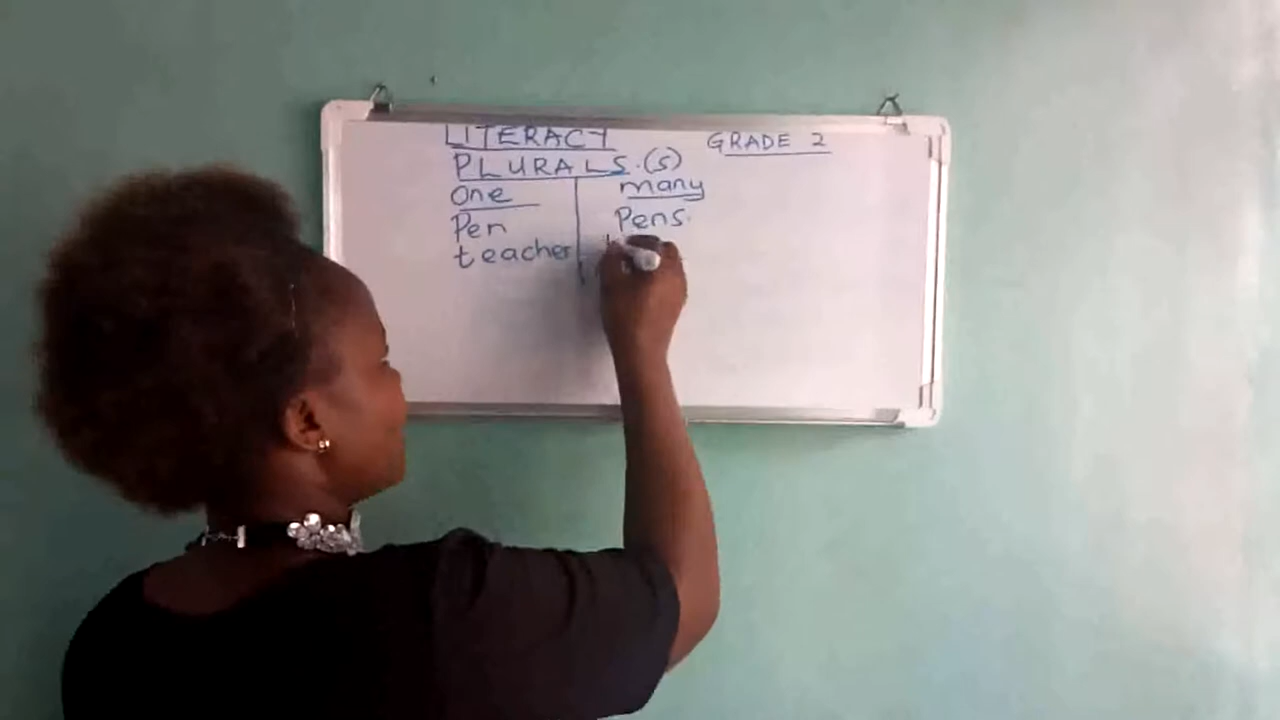 LITERACY GRADE 2
PLURALS.(s)
One many
Pen Pens.
teacher